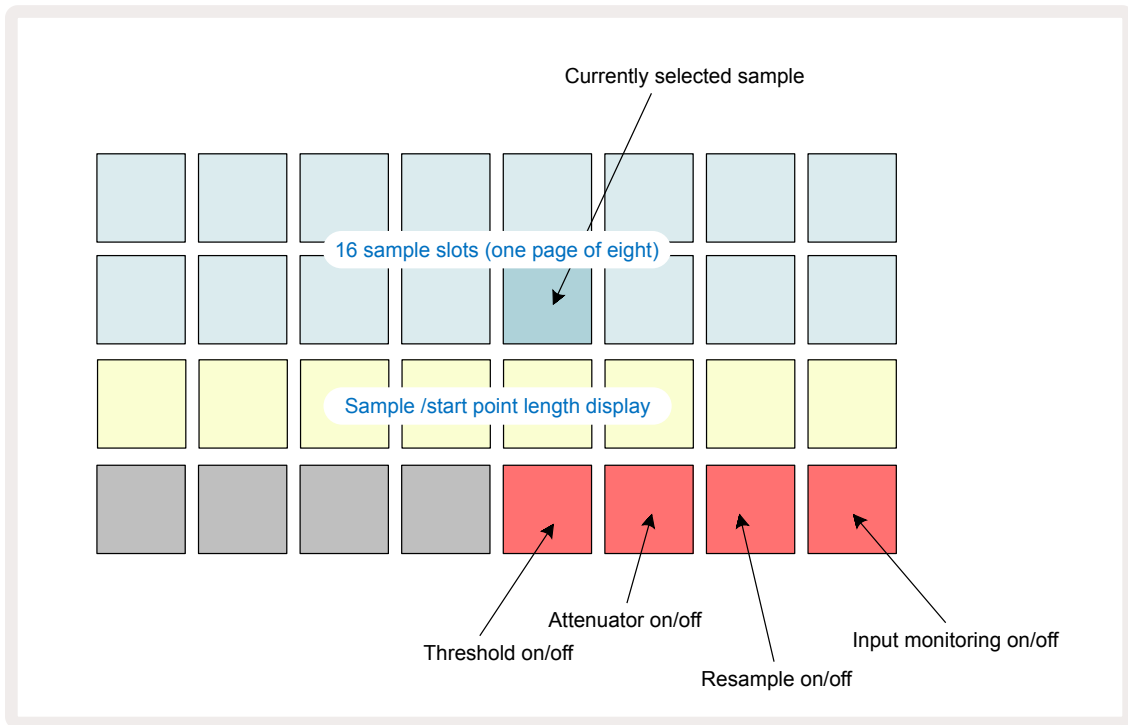 Currently selected sample
16 sample slots (one page of eight)
Sample /start point length display
Threshold on/off
Attenuator on/off
Resample on/off
Input monitoring on/off